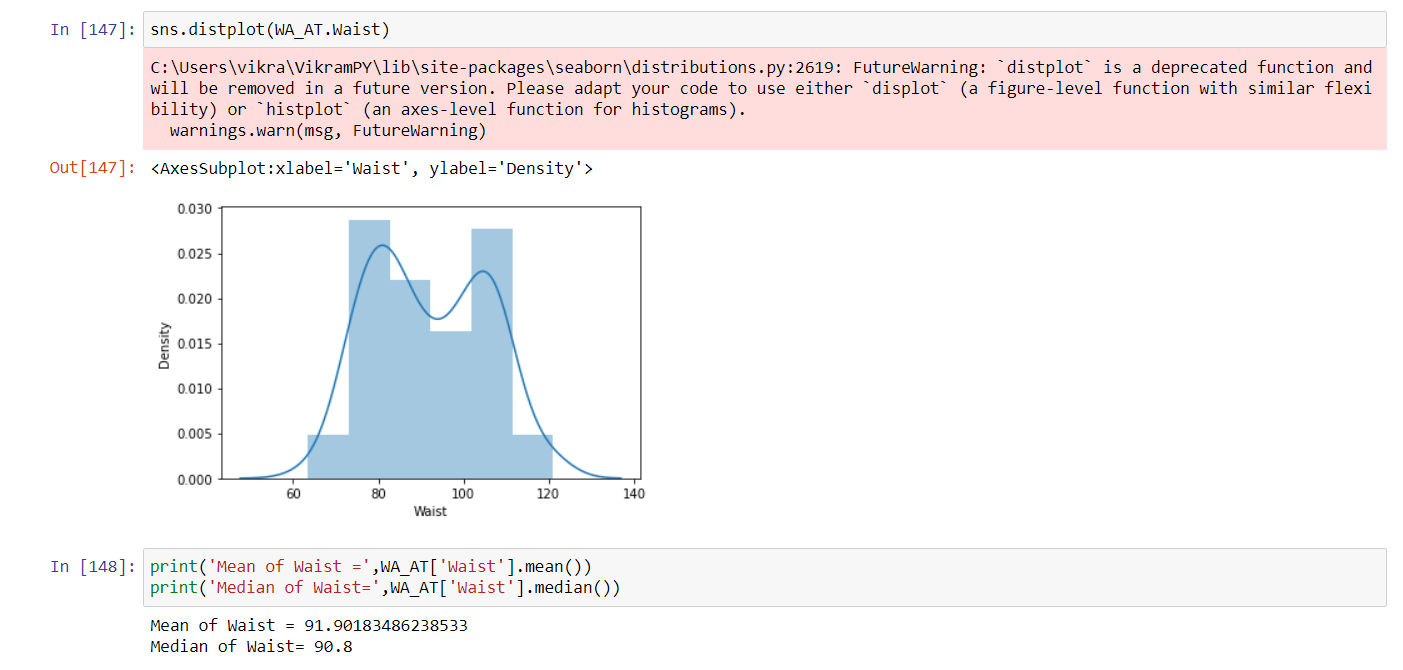 In [147]: sns.distplot(WA_AT.Waist)
C:\Users\vikra\VikramPY\lib\site-packages\seaborn\distributions.py:2619: FutureWarning: `distplot` is a deprecated function and
will be removed in a future version. Please adapt your code to use either `displot` (a figure-level function with similar flexi
bility) or `histplot` (an axes-level function for histograms).
  warnings.warn(msg, FutureWarning)
Out[147]: <AxesSubplot:xlabel='Waist', ylabel='Density'>
0.030
0.025
0.020
0.015
0.010
0.005
0.000
Density
60 80 100 120 140
Waist
In [148]: print('Mean of Waist =',WA_AT['Waist'].mean())
print('Median of Waist=',WA_AT['Waist'].median())
Mean of Waist = 91.90183486238533
Median of Waist= 90.8